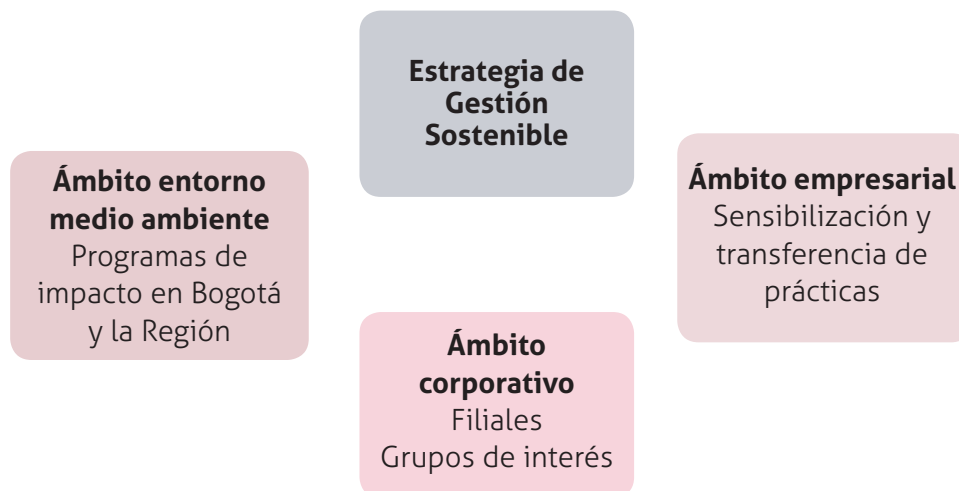 Estrategia de
Gestión
Sostenible
Ámbito entorno
medio ambiente
Programas de
impacto en Bogotá
y la Región
Ámbito empresarial
Sensibilización y
transferencia de
prácticas
Ámbito
corporativo
Filiales
Grupos de interés